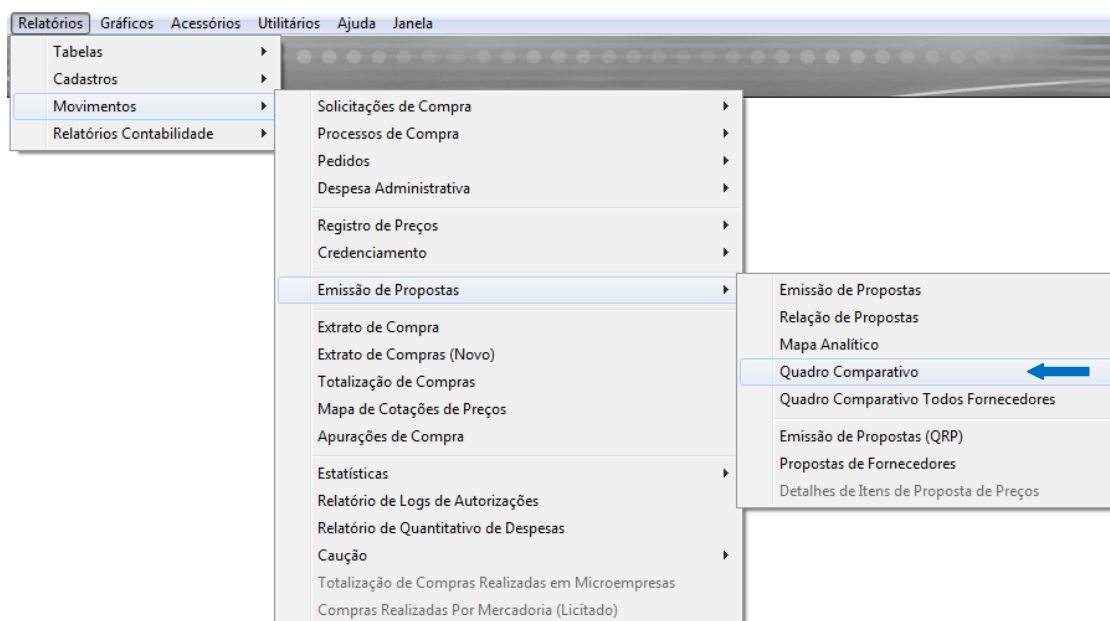 Relatórios Gráficos Acessórios Utilitários Ajuda Janela
Tabelas
Cadastros
Movimentos
Relatórios Contabilidade
Solicitações de Compra
Processos de Compra
Pedidos
Despesa Administrativa
Registro de Preços
Credenciamento
Emissão de Propostas
Extrato de Compra
Extrato de Compras (Novo)
Totalização de Compras
Mapa de Cotações de Preços
Apurações de Compra
Estatísticas
Relatório de Logs de Autorizações
Relatório de Quantitativo de Despesas
Caução
Totalização de Compras Realizadas em Microempresas
Compras Realizadas Por Mercadoria (Licitado)
Emissão de Propostas
Relação de Propostas
Mapa Analítico
Quadro Comparativo
Quadro Comparativo Todos Fornecedores
Emissão de Propostas (QRP)
Propostas de Fornecedores
Detalhes de Itens de Proposta de Preços